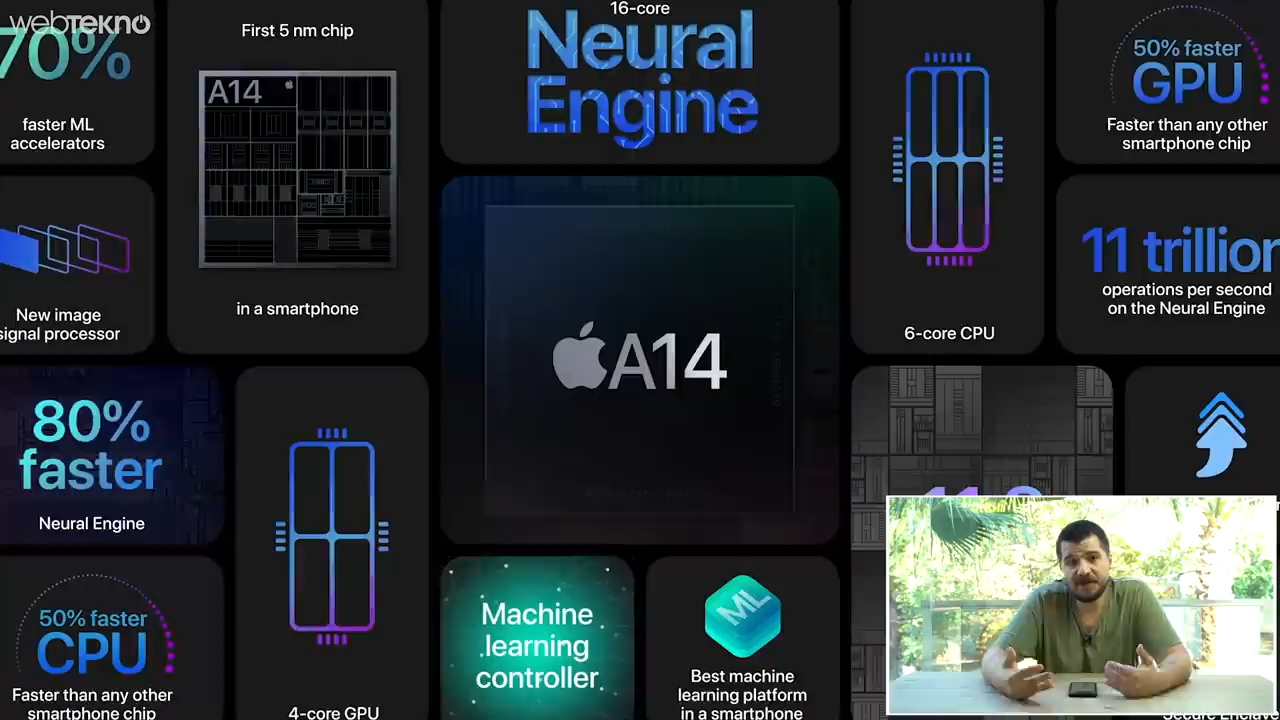 webtekno
70%
faster ML
accelerators
First 5 nm chip
A14
in a smartphone
16-core
Neural
Engine
50% faster
GPU
Faster than any other
smartphone chip
New image
signal processor
A14
6-core CPU
11 trillion
operations per second
on the Neural Engine
80%
faster
Neural Engine
4-core GPU
50% faster
CPU
Faster than any other
smartphone chip
Machine
learning
controller
ML
Best machine
learning platform
in a smartphone